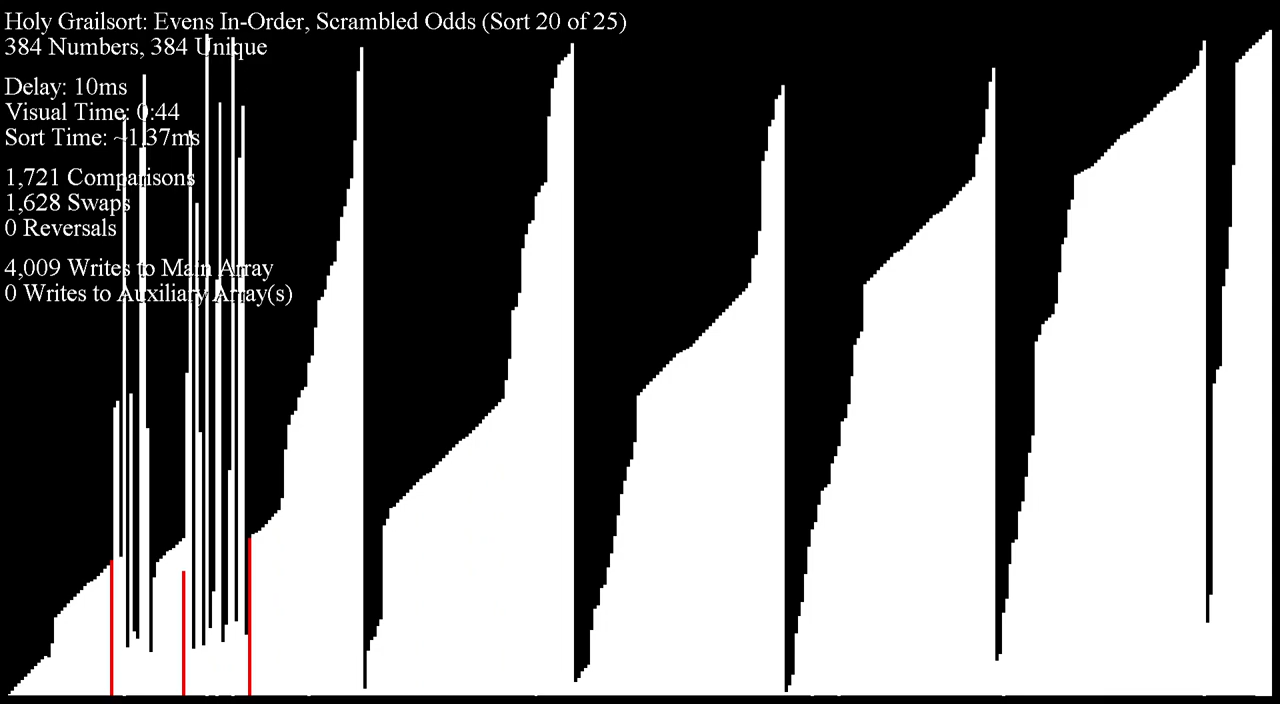 Holy Grailsort: Evens In-Order, Scrambled Odds (Sort 20 of 25)
384 Numbers, 384 Unique
Delay: 10ms
Visual Time: 0:44
Sort Time: ~1.37ms
1,721 Comparisons
1,628 Swaps
0 Reversals
4,009 Writes to Main Array
0 Writes to Auxiliary Array(s)